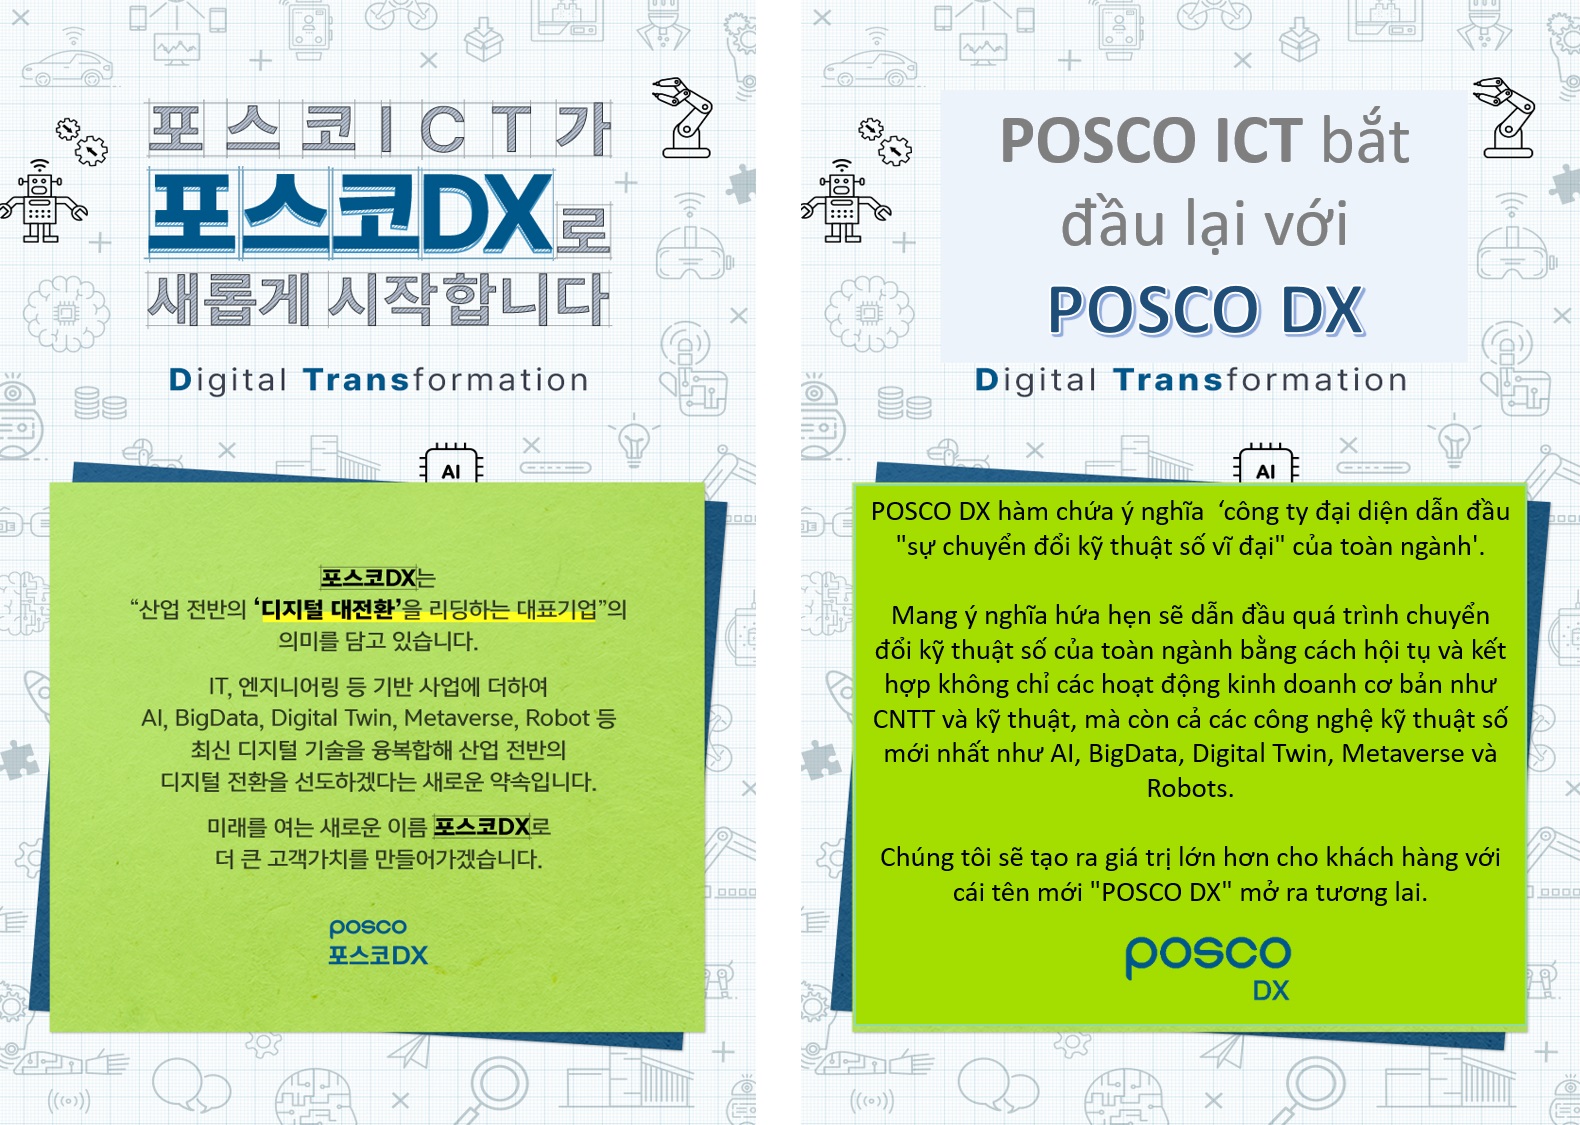 포스코ICT가
포스코DX로
새롭게 시작합니다
Digital Transformation
AI
포스코DX는
“산업 전반의 ‘디지털 대전환’을 리딩하는 대표기업”의
의미를 담고 있습니다.
IT, 엔지니어링 등 기반 사업에 더하여
AI, BigData, Digital Twin, Metaverse, Robot 등
최신 디지털 기술을 융복합해 산업 전반의
디지털 전환을 선도하겠다는 새로운 약속입니다.
미래를 여는 새로운 이름 포스코DX로
더 큰 고객가치를 만들어가겠습니다.
posco
포스코DX
POSCO ICT bắt
đầu lại với
POSCO DX
Digital Transformation
AI
POSCO DX hàm chứa ý nghĩa ‘công ty đại diện dẫn đầu
"sự chuyển đổi kỹ thuật số vĩ đại" của toàn ngành'.
Mang ý nghĩa hứa hẹn sẽ dẫn đầu quá trình chuyển
đổi kỹ thuật số của toàn ngành bằng cách hội tụ và kết
hợp không chỉ các hoạt động kinh doanh cơ bản như
CNTT và kỹ thuật, mà còn cả các công nghệ kỹ thuật số
mới nhất như AI, BigData, Digital Twin, Metaverse và
Robots.
Chúng tôi sẽ tạo ra giá trị lớn hơn cho khách hàng với
cái tên mới "POSCO DX" mở ra tương lai.
posco
DX